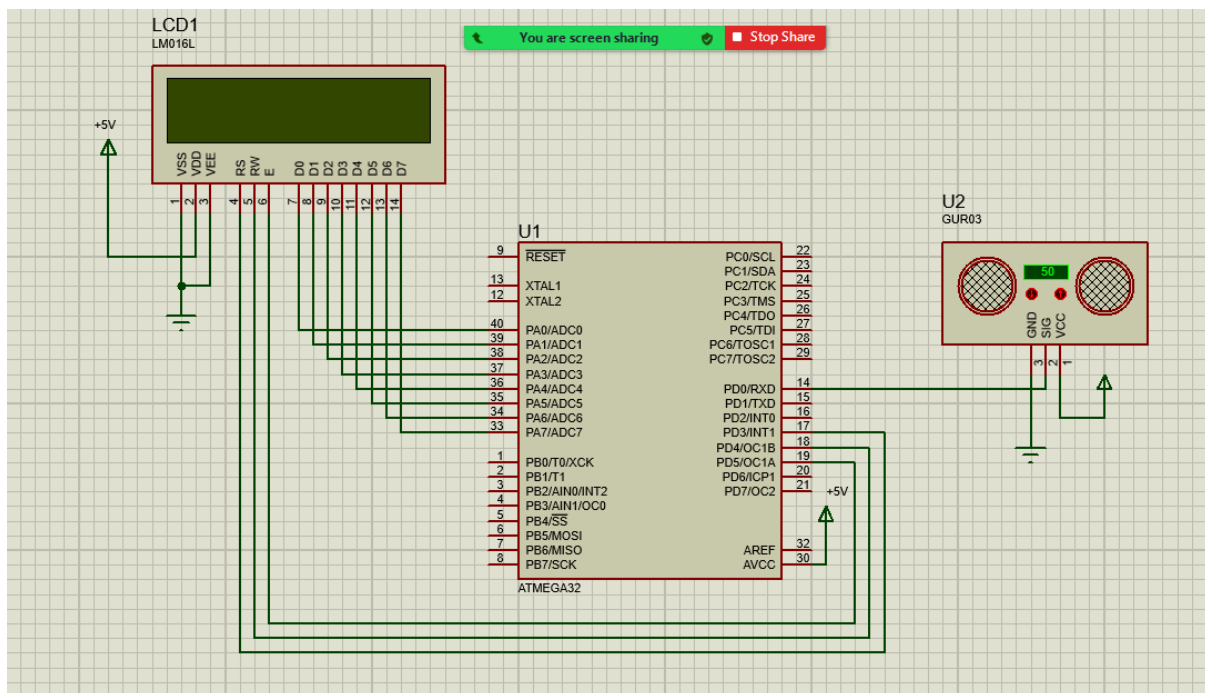 LCD1
LM016L
You are screen sharing
Stop Share
+5V
VSS
VDD
VEE
RS
RW
E
D0
D1
D2
D3
D4
D5
D6
D7
1
2
3
4
5
6
7
8
9
10
11
12
13
14
U2
GUR03
50
GND
SIG
VCC
3
2
1
U1
9 RESET
13 XTAL1
12 XTAL2
40 PA0/ADC0
39 PA1/ADC1
38 PA2/ADC2
37 PA3/ADC3
36 PA4/ADC4
35 PA5/ADC5
34 PA6/ADC6
33 PA7/ADC7
1 PB0/T0/XCK
2 PB1/T1
3 PB2/AIN0/INT2
4 PB3/AIN1/OC0
5 PB4/SS
6 PB5/MOSI
7 PB6/MISO
8 PB7/SCK
PC0/SCL 22
PC1/SDA 23
PC2/TCK 24
PC3/TMS 25
PC4/TDO 26
PC5/TDI 27
PC6/TOSC1 28
PC7/TOSC2 29
PD0/RXD 14
PD1/TXD 15
PD2/INT0 16
PD3/INT1 17
PD4/OC1B 18
PD5/OC1A 19
PD6/ICP1 20
PD7/OC2 21
+5V
AREF 32
AVCC 30
ATMEGA32